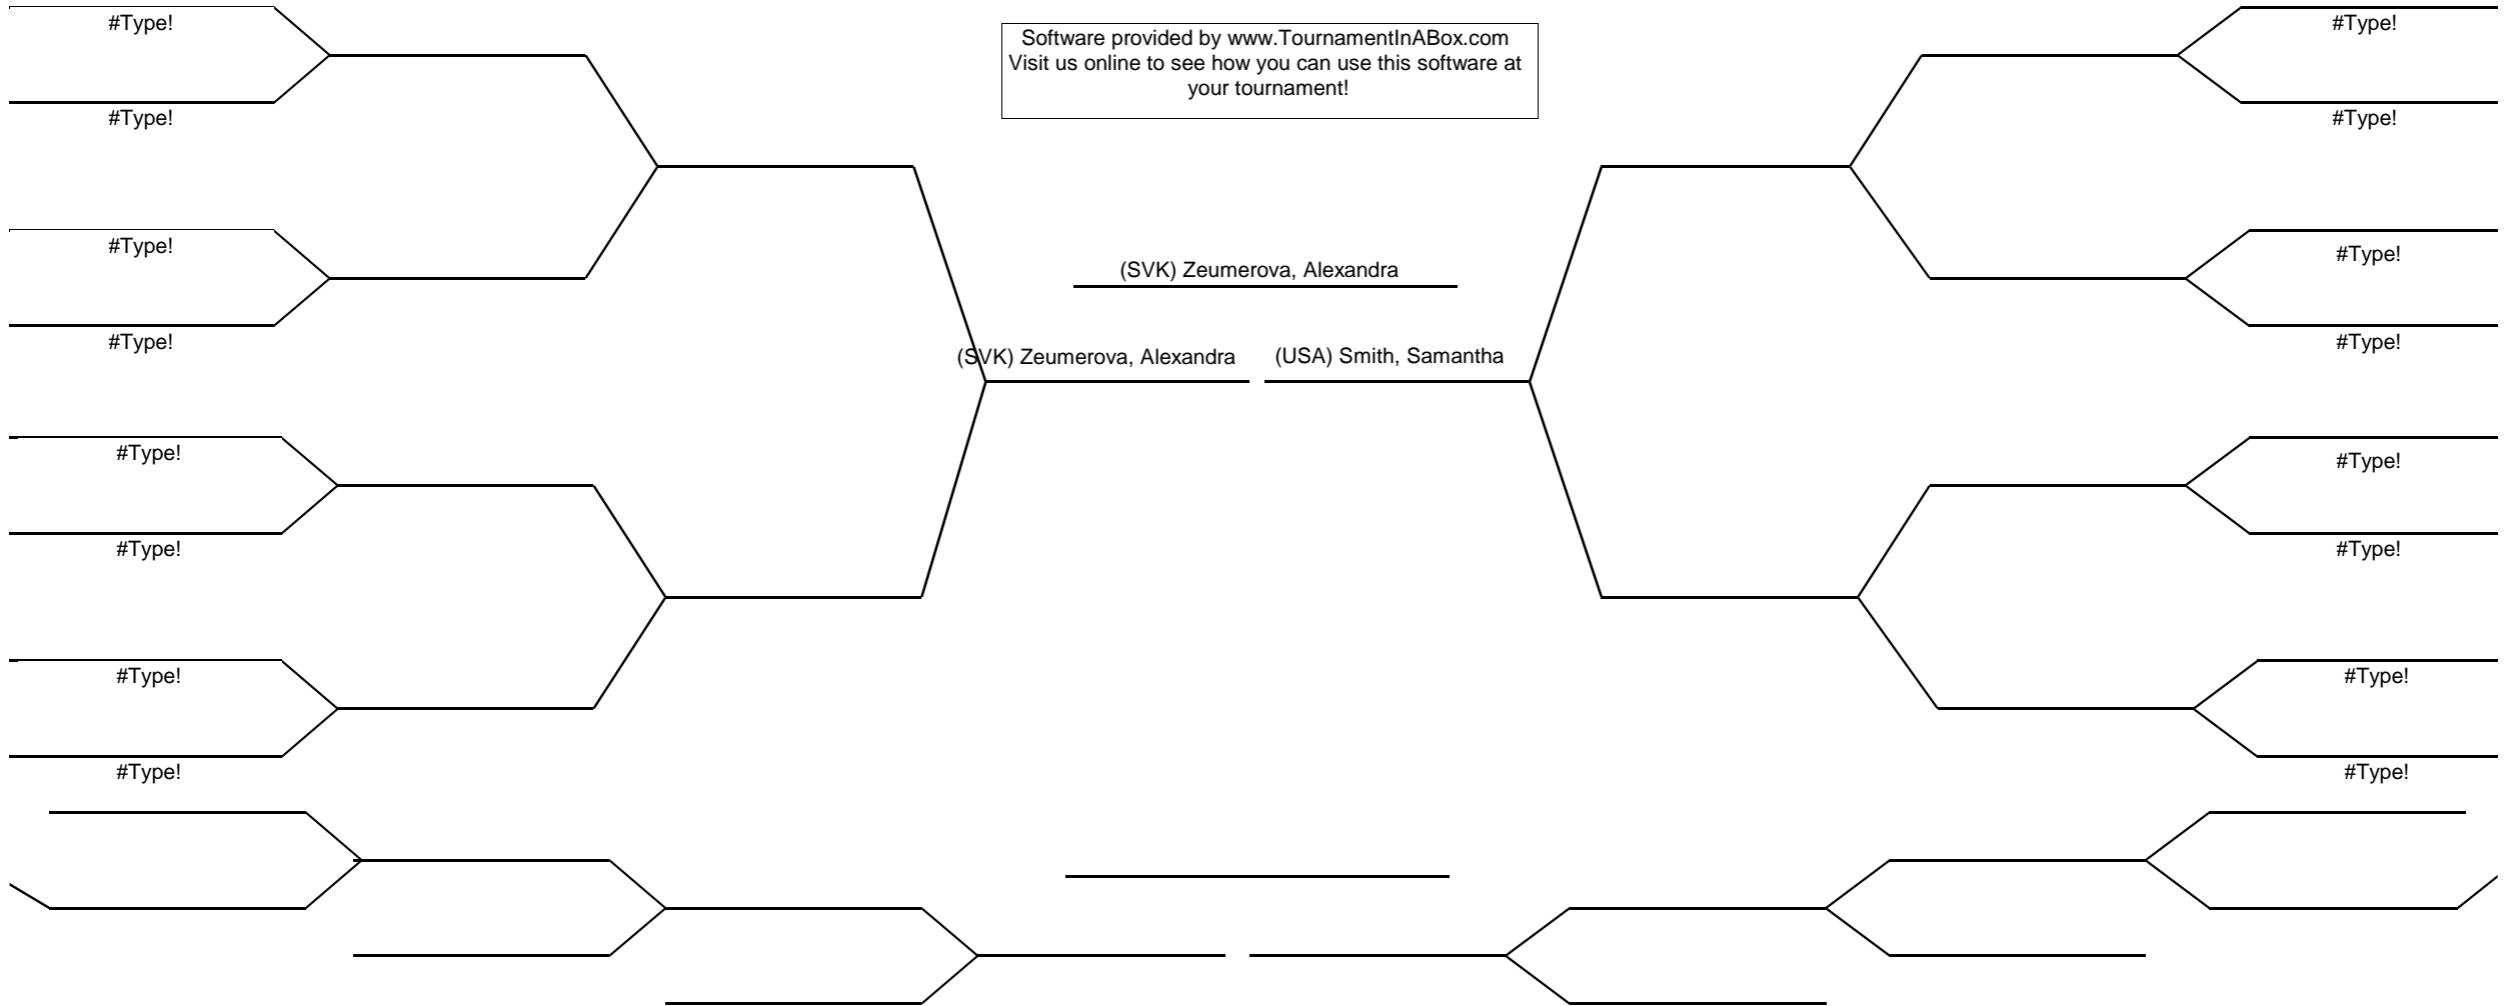 #Type!
#Type!
Software provided by www.TournamentInABox.com
Visit us online to see how you can use this software at
your tournament!
#Type!
#Type!
#Type!
#Type!
(SVK) Zeumerova, Alexandra
#Type!
#Type!
(SVK) Zeumerova, Alexandra
(USA) Smith, Samantha
#Type!
#Type!
#Type!
#Type!
#Type!
#Type!
#Type!
#Type!
#Type!